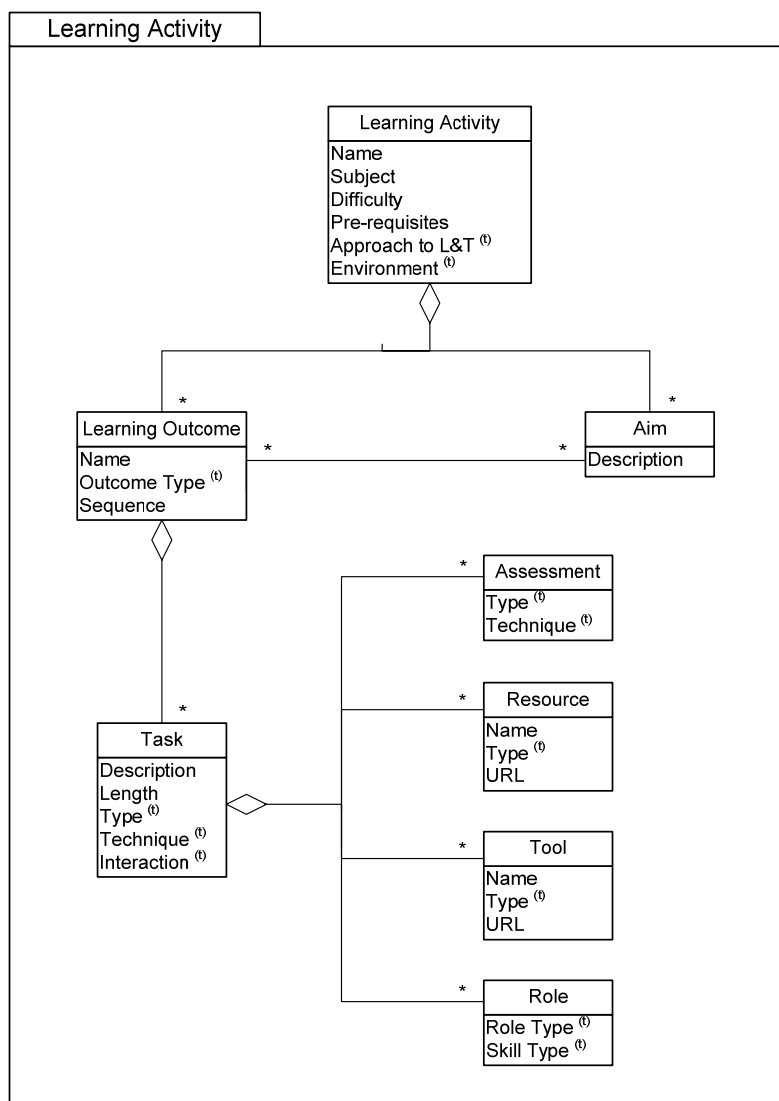 Learning Activity
Learning Activity
Name
Subject
Difficulty
Pre-requisites
Approach to L&T (t)
Environment (t)
*
*
Learning Outcome
Name
Outcome Type (t)
Sequence
*
*
Aim
Description
*
Assessment
Type (t)
Technique (t)
*
Resource
Name
Type (t)
URL
*
Task
Description
Length
Type (t)
Technique (t)
Interaction (t)
*
Tool
Name
Type (t)
URL
*
Role
Role Type (t)
Skill Type (t)